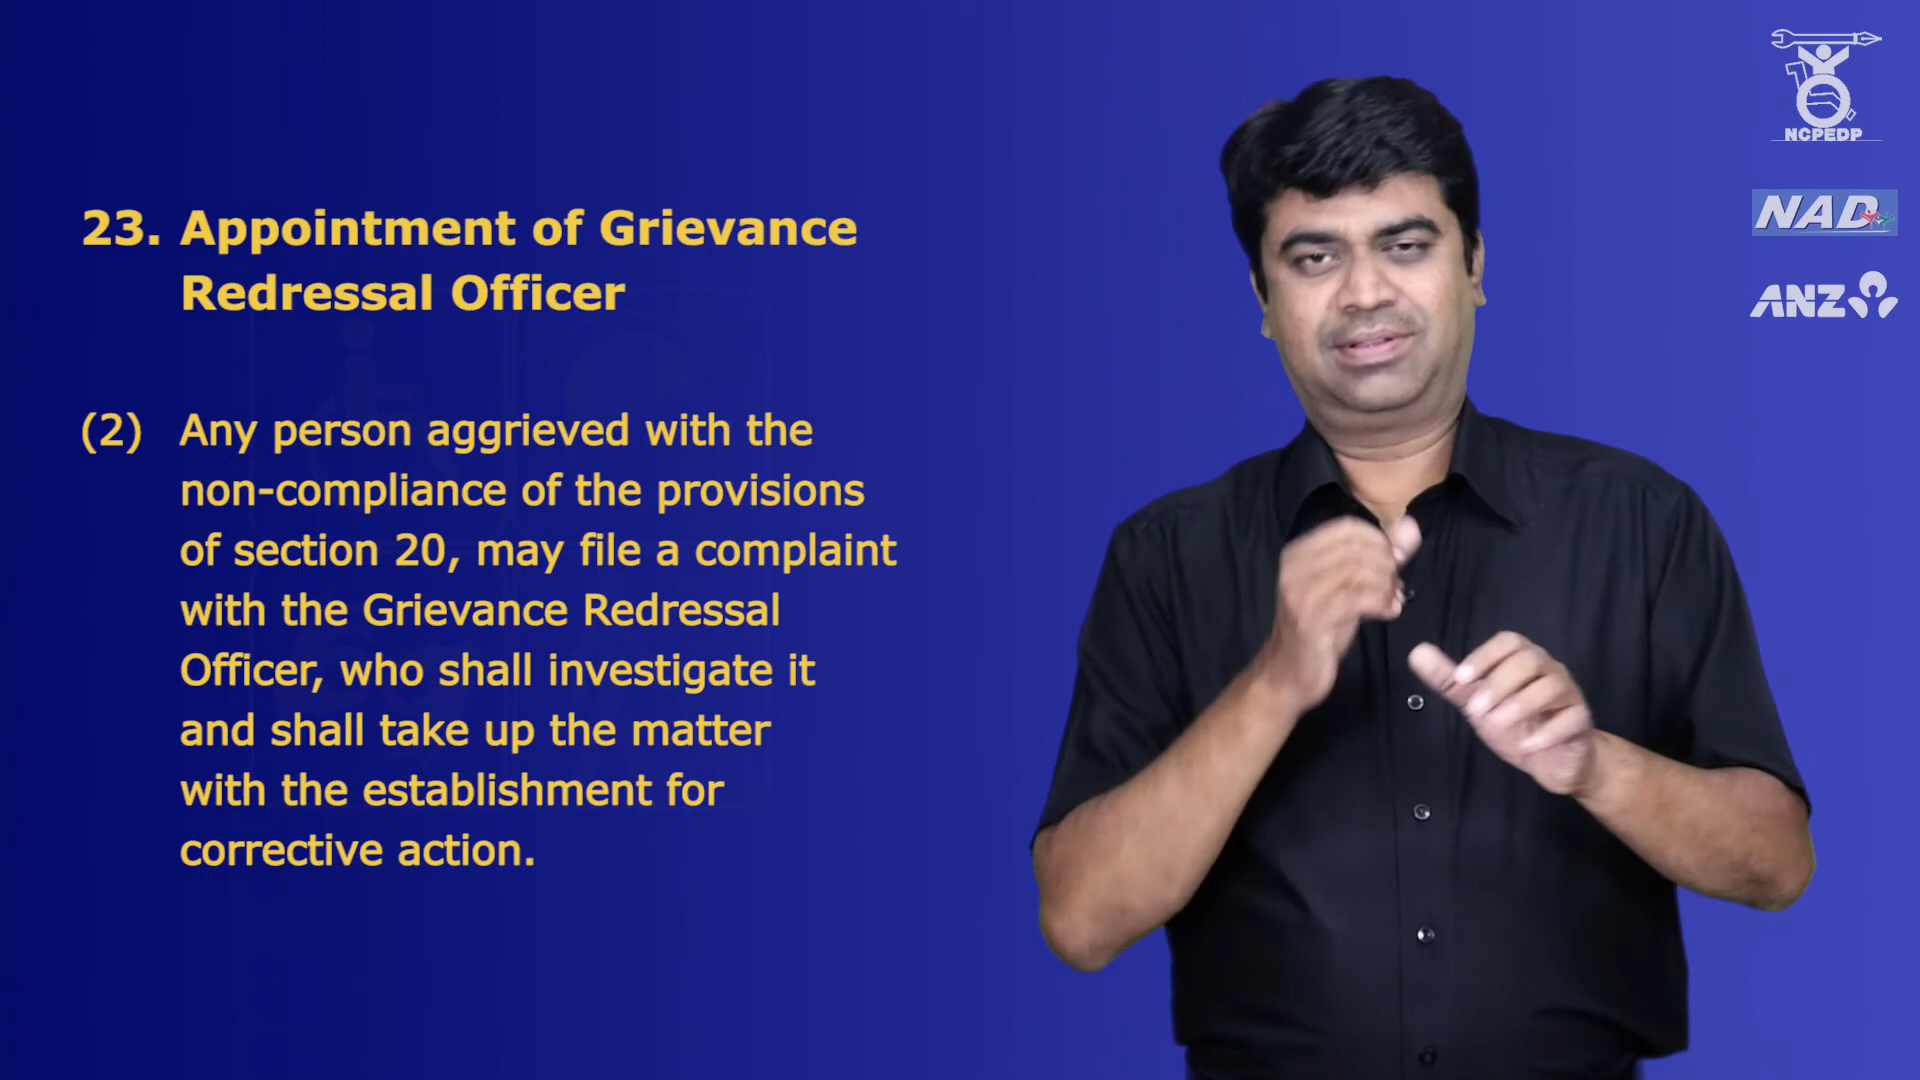 23. Appointment of Grievance
Redressal Officer
(2) Any person aggrieved with the
non-compliance of the provisions
of section 20, may file a complaint
with the Grievance Redressal
Officer, who shall investigate it
and shall take up the matter
with the establishment for
corrective action.
NCPEDP
NAD
ANZ